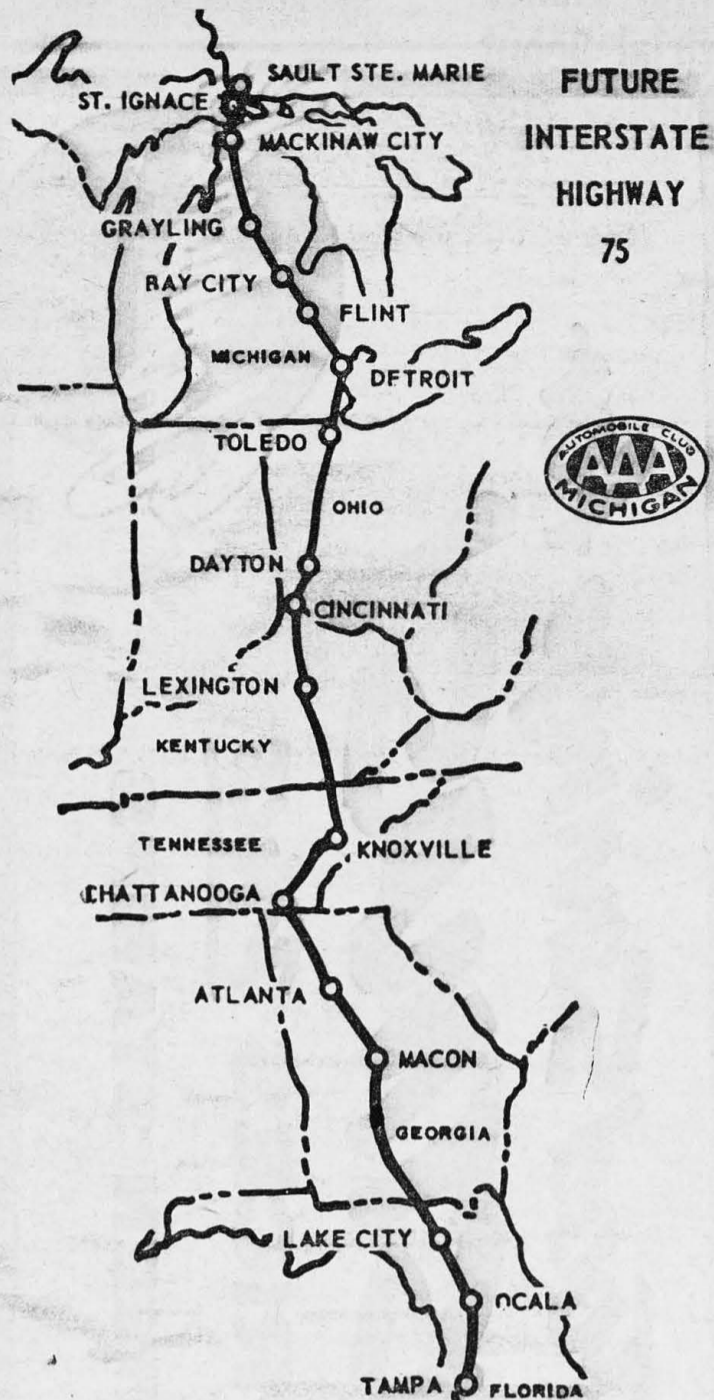 FUTURE
INTERSTATE
HIGHWAY
75
SAULT STE. MARIE
ST. IGNACE
MACKINAW CITY
GRAYLING
BAY CITY
FLINT
MICHIGAN
DETROIT
TOLEDO
AUTOMOBILE CLUB
AAA
MICHIGAN
OHIO
DAYTON
CINCINNATI
LEXINGTON
KENTUCKY
TENNESSEE
KNOXVILLE
CHATTANOOGA
ATLANTA
MACON
GEORGIA
LAKE CITY
OCALA
TAMPA
FLORIDA